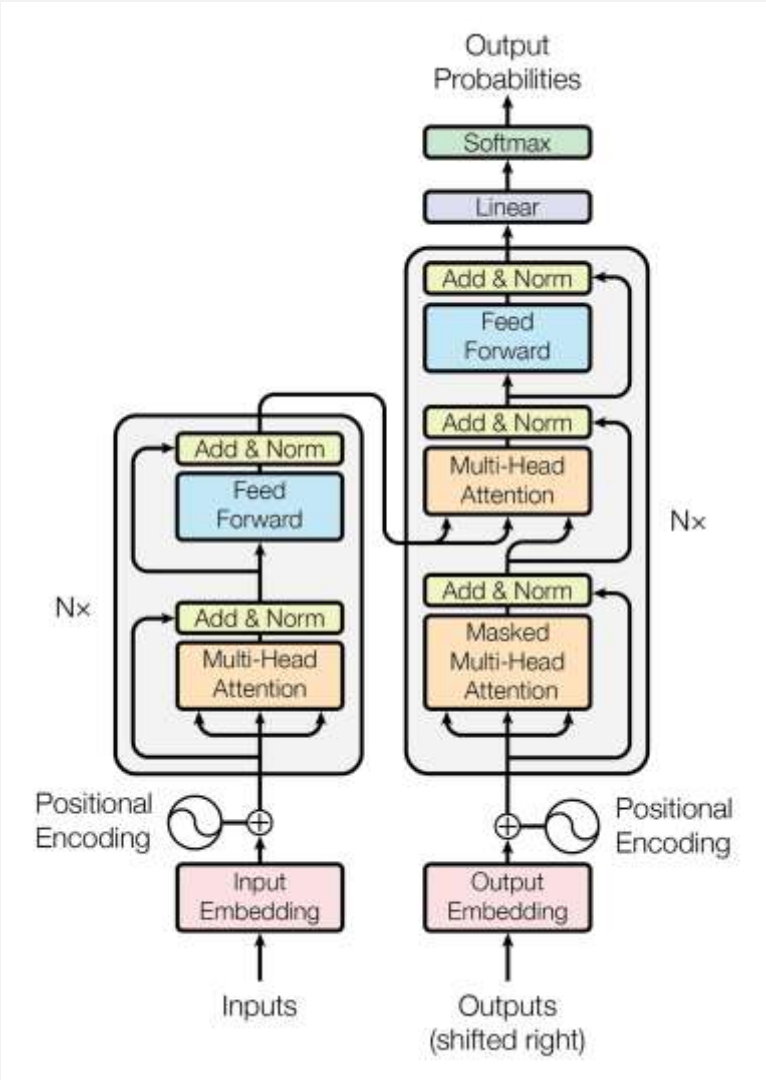 Output
Probabilities
Softmax
Linear
Add & Norm
Feed
Forward
Add & Norm
Multi-Head
Attention
Add & Norm
Masked
Multi-Head
Attention
Nx
Add & Norm
Feed
Forward
Add & Norm
Multi-Head
Attention
Nx
Positional
Encoding
Positional
Encoding
Input
Embedding
Output
Embedding
Inputs
Outputs
(shifted right)